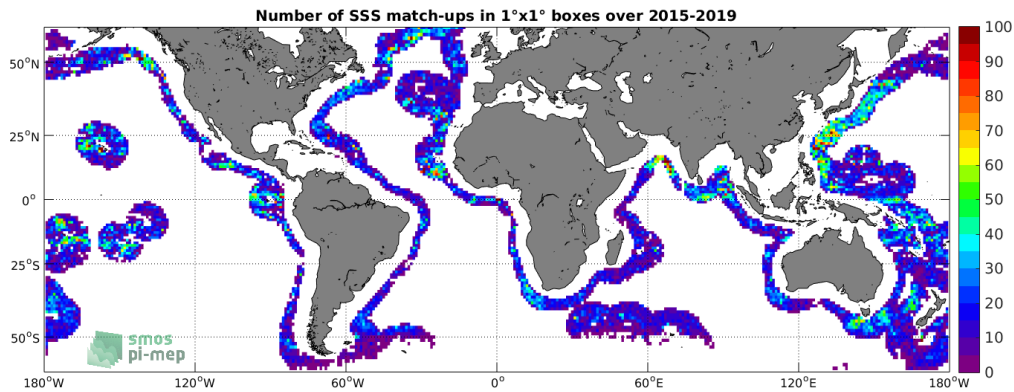 Number of SSS match-ups in 1°x1° boxes over 2015-2019
50°N
25°N
0°
25°S
50°S
180°W
120°W
60°W
0°
60°E
120°E
180°W
100
90
80
70
60
50
40
30
20
10
0
smos
pi-mep